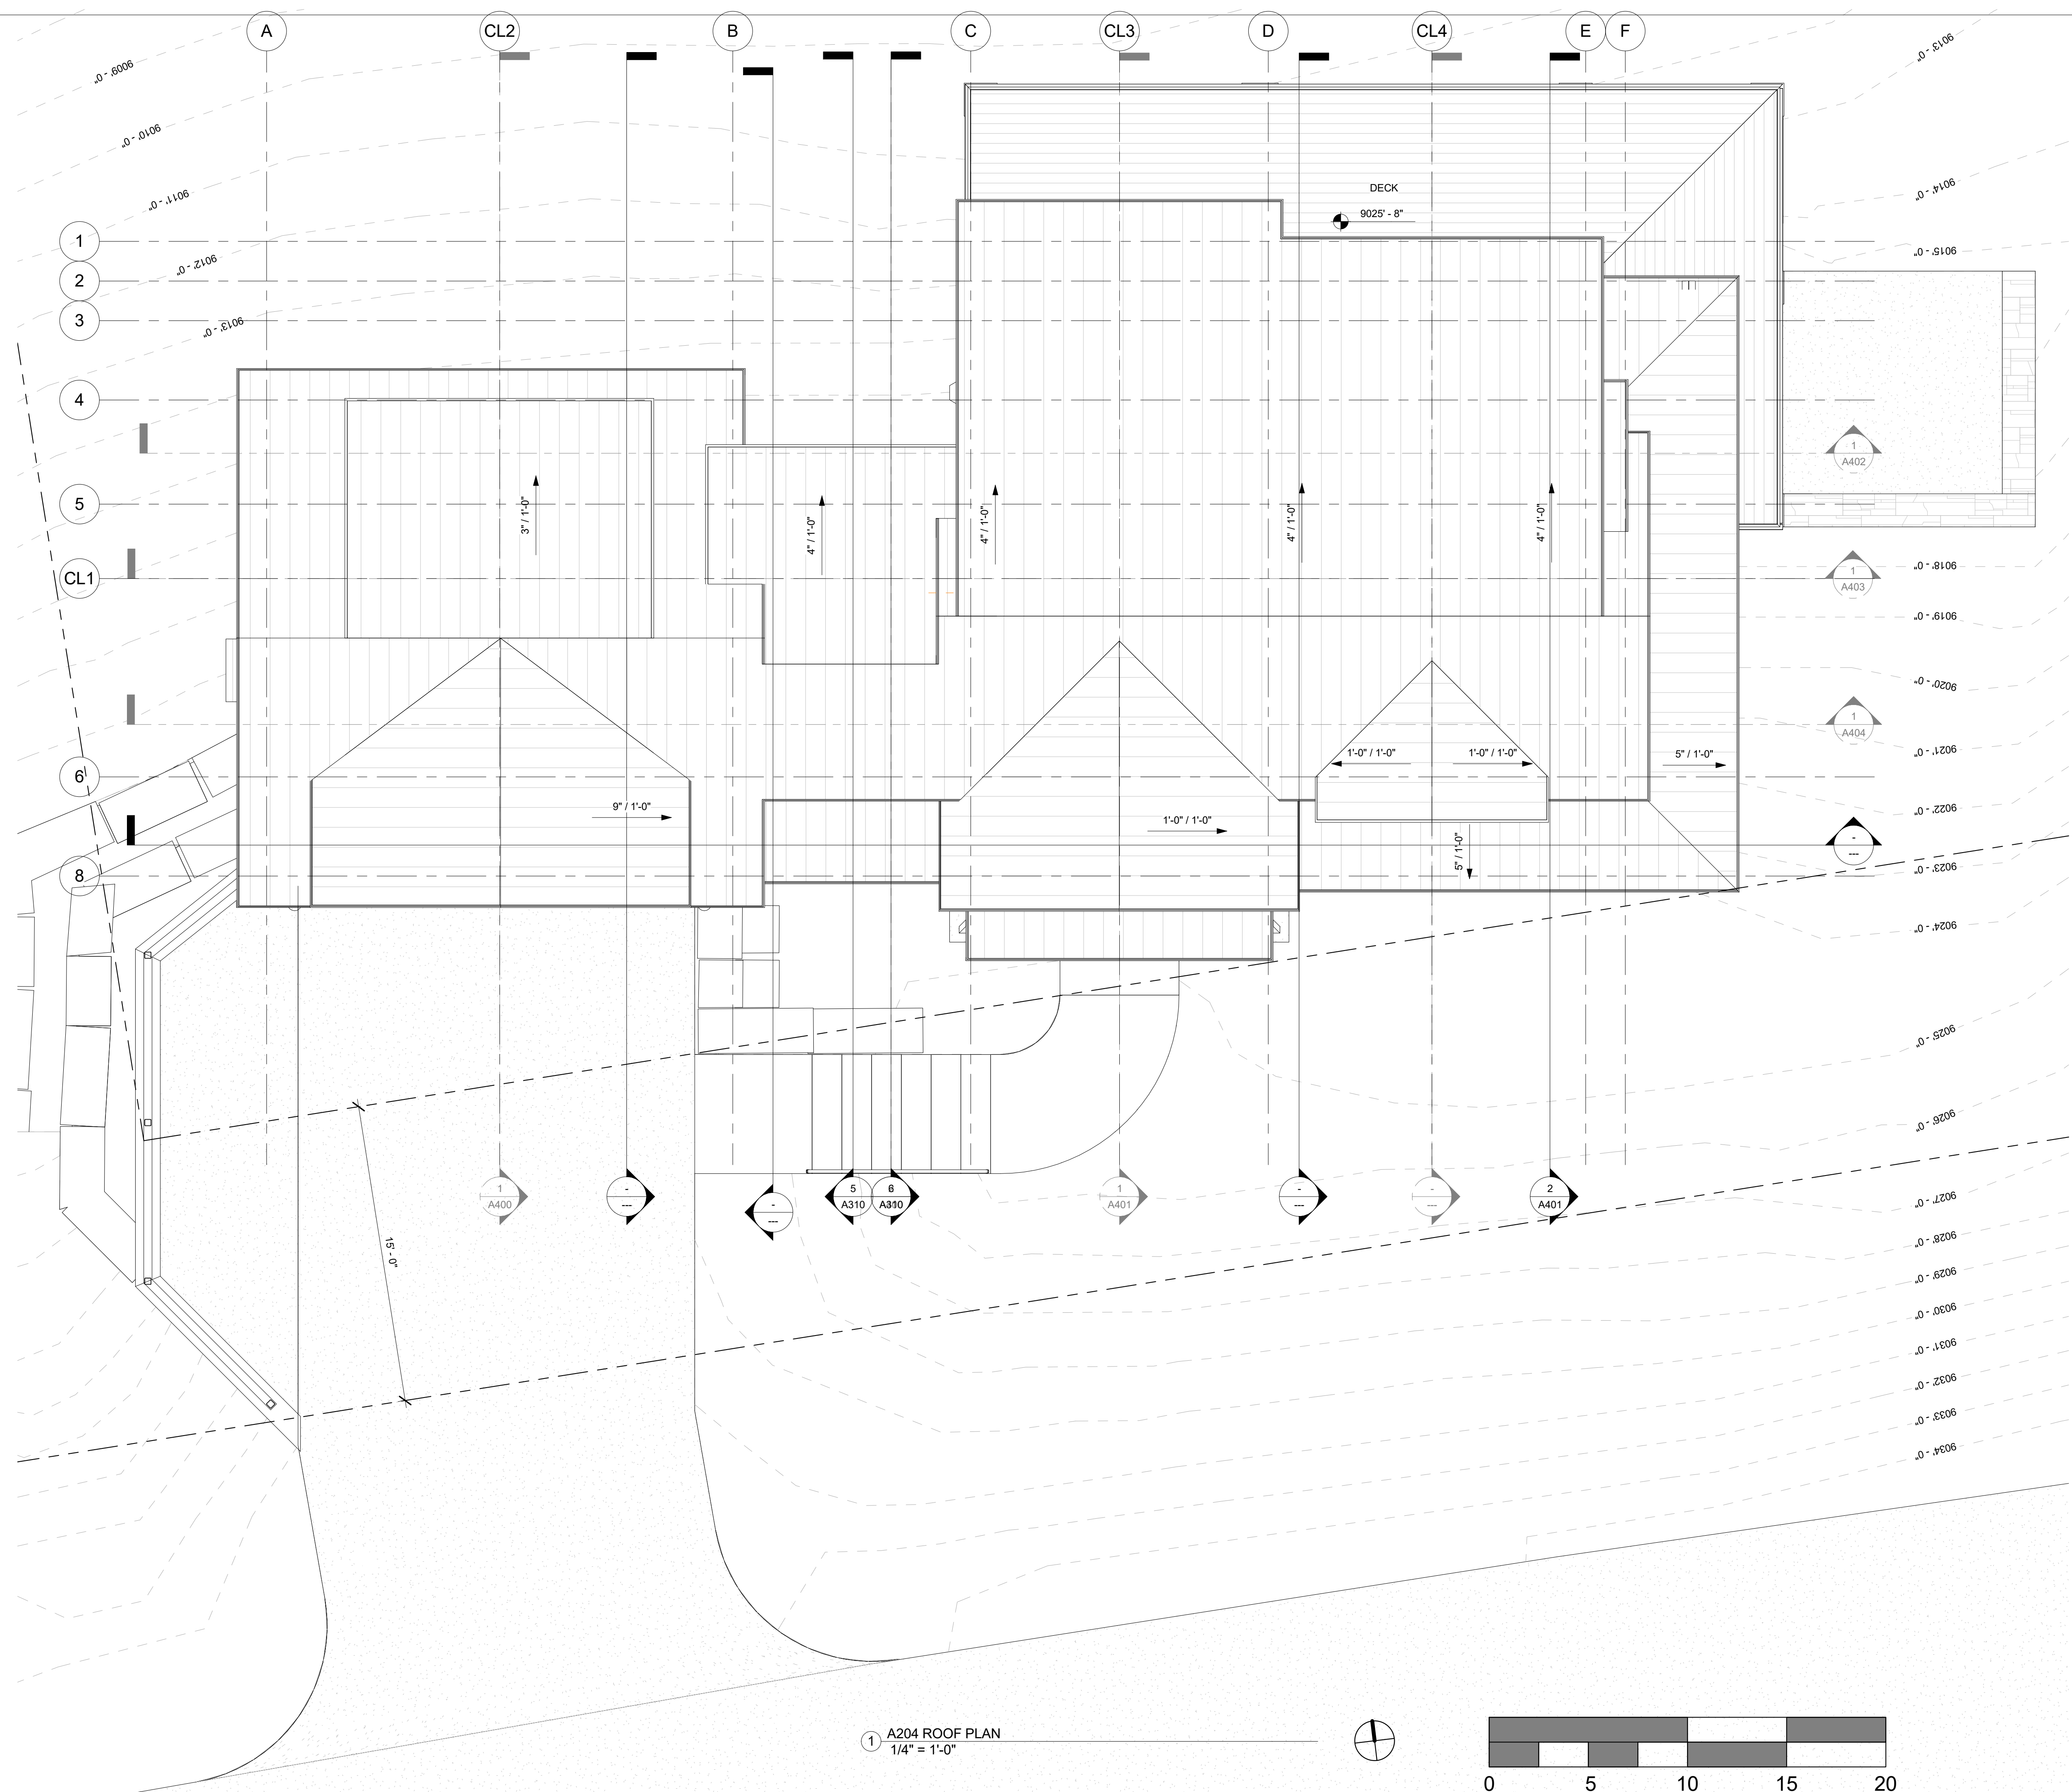 A
CL2
B
C
CL3
D
CL4
E
F
9009' - 0"
9010' - 0"
9011' - 0"
9012' - 0"
9013' - 0"
9013' - 0"
9014' - 0"
9015' - 0"
DECK
9025' - 8"
1
2
3
4
5
CL1
6
8
1
A402
1
A403
1
A404
-
---
3" / 1'-0"
4" / 1'-0"
4" / 1'-0"
4" / 1'-0"
4" / 1'-0"
9018' - 0"
9019' - 0"
9020' - 0"
9021' - 0"
9022' - 0"
9023' - 0"
9024' - 0"
9025' - 0"
9026' - 0"
9027' - 0"
9028' - 0"
9029' - 0"
9030' - 0"
9031' - 0"
9032' - 0"
9033' - 0"
9034' - 0"
1'-0" / 1'-0"
1'-0" / 1'-0"
5" / 1'-0"
9" / 1'-0"
1'-0" / 1'-0"
5" / 1'-0"
1
A400
-
---
-
---
5
A310
A310
1
A401
-
---
-
---
2
A401
15' - 0"
1
A204 ROOF PLAN
1/4" = 1'-0"
0 5 10 15 20